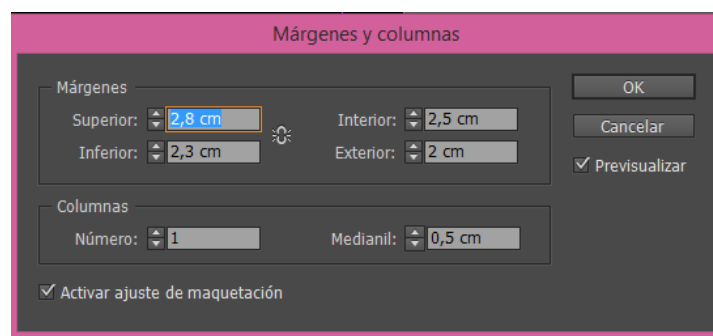 Márgenes y columnas
Márgenes
Superior: 2,8 cm
Interior: 2,5 cm
Inferior: 2,3 cm
Exterior: 2 cm
OK
Cancelar
Previsualizar
Columnas
Número: 1
Medianil: 0,5 cm
Activar ajuste de maquetación